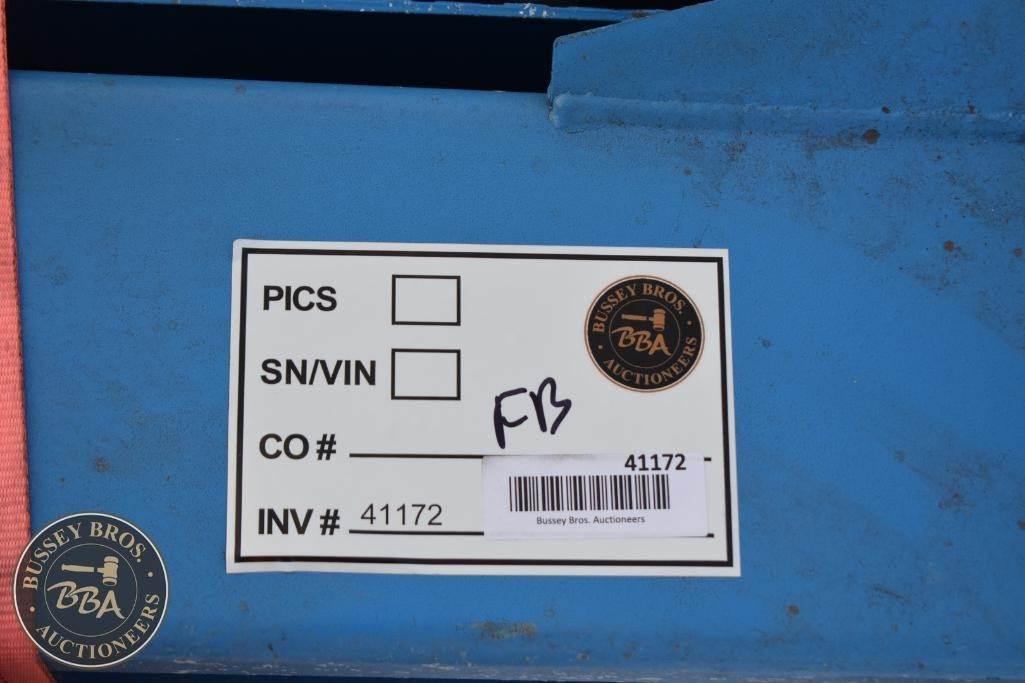 PICS
BUSSEY BROS.
BBA
AUCTIONEERS
SN/VIN
FB
CO #
41172
INV # 41172
Bussey Bros. Auctioneers
BUSSEY BROS.
BBA
AUCTIONEERS